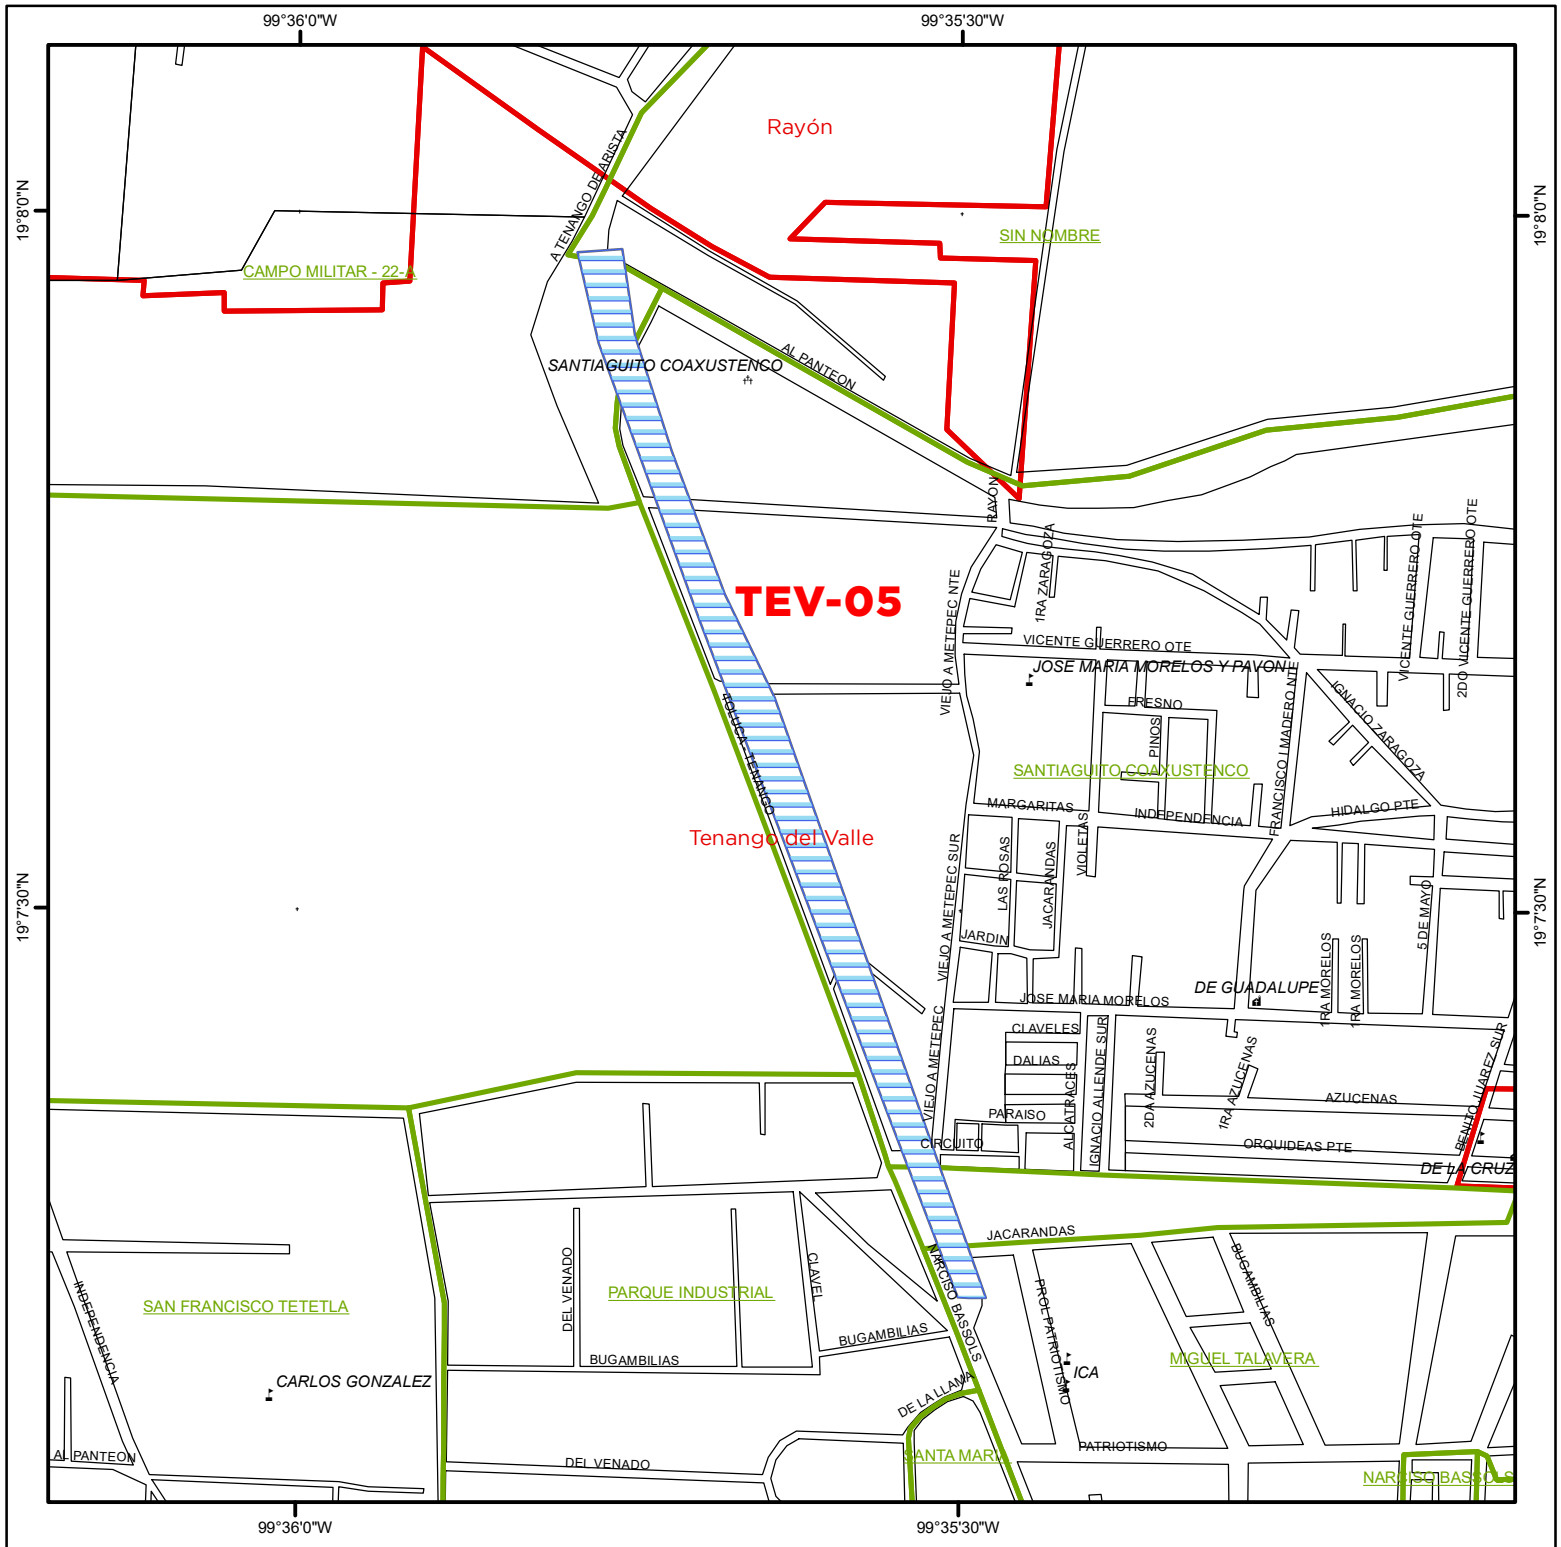 99°36'0"W
99°35'30"W
Rayón
A TENANGO DE ARISTA
19°8'0"N
19°8'0"N
SIN NOMBRE
CAMPO MILITAR - 22-A
SANTIAGUITO COAXUSTENCO
AL PANTEON
RAYON
1RA ZARAGOZA
VICENTE GUERRERO OTE
2DO VICENTE GUERRERO OTE
TEV-05
VIEJO A METEPEC NTE
VICENTE GUERRERO OTE
JOSE MARIA MORELOS Y PAVON
FRESNO
PINOS
FRANCISCO I MADERO NTE
IGNACIO ZARAGOZA
TOLUCA - TENANGO
SANTIAGUITO COAXUSTENCO
MARGARITAS
INDEPENDENCIA
HIDALGO PTE
Tenango del Valle
VIOLETAS
VIEJO A METEPEC SUR
LAS ROSAS
JACARANDAS
19°7'30"N
19°7'30"N
5 DE MAYO
JARDIN
1RA MORELOS
1RA MORELOS
DE GUADALUPE
JOSE MARIA MORELOS
VIEJO A METEPEC
CLAVELES
DALIAS
ALCATRACES
IGNACIO ALLENDE SUR
2DA AZUCENAS
1RA AZUCENAS
AZUCENAS
BENITO JUAREZ SUR
PARAISO
CIRCUITO
ORQUIDEAS PTE
DE LA CRUZ
JACARANDAS
NARCISO BASSOLS
DEL VENADO
CLAVEL
PROL PATRIOTISMO
BUGAMBILIAS
INDEPENDENCIA
SAN FRANCISCO TETETLA
PARQUE INDUSTRIAL
BUGAMBILIAS
BUGAMBILIAS
MIGUEL TALAVERA
ICA
CARLOS GONZALEZ
DE LA LLAMA
PATRIOTISMO
AL PANTEON
DEL VENADO
SANTA MARI
NARCISO BASSOLS
99°36'0"W
99°35'30"W